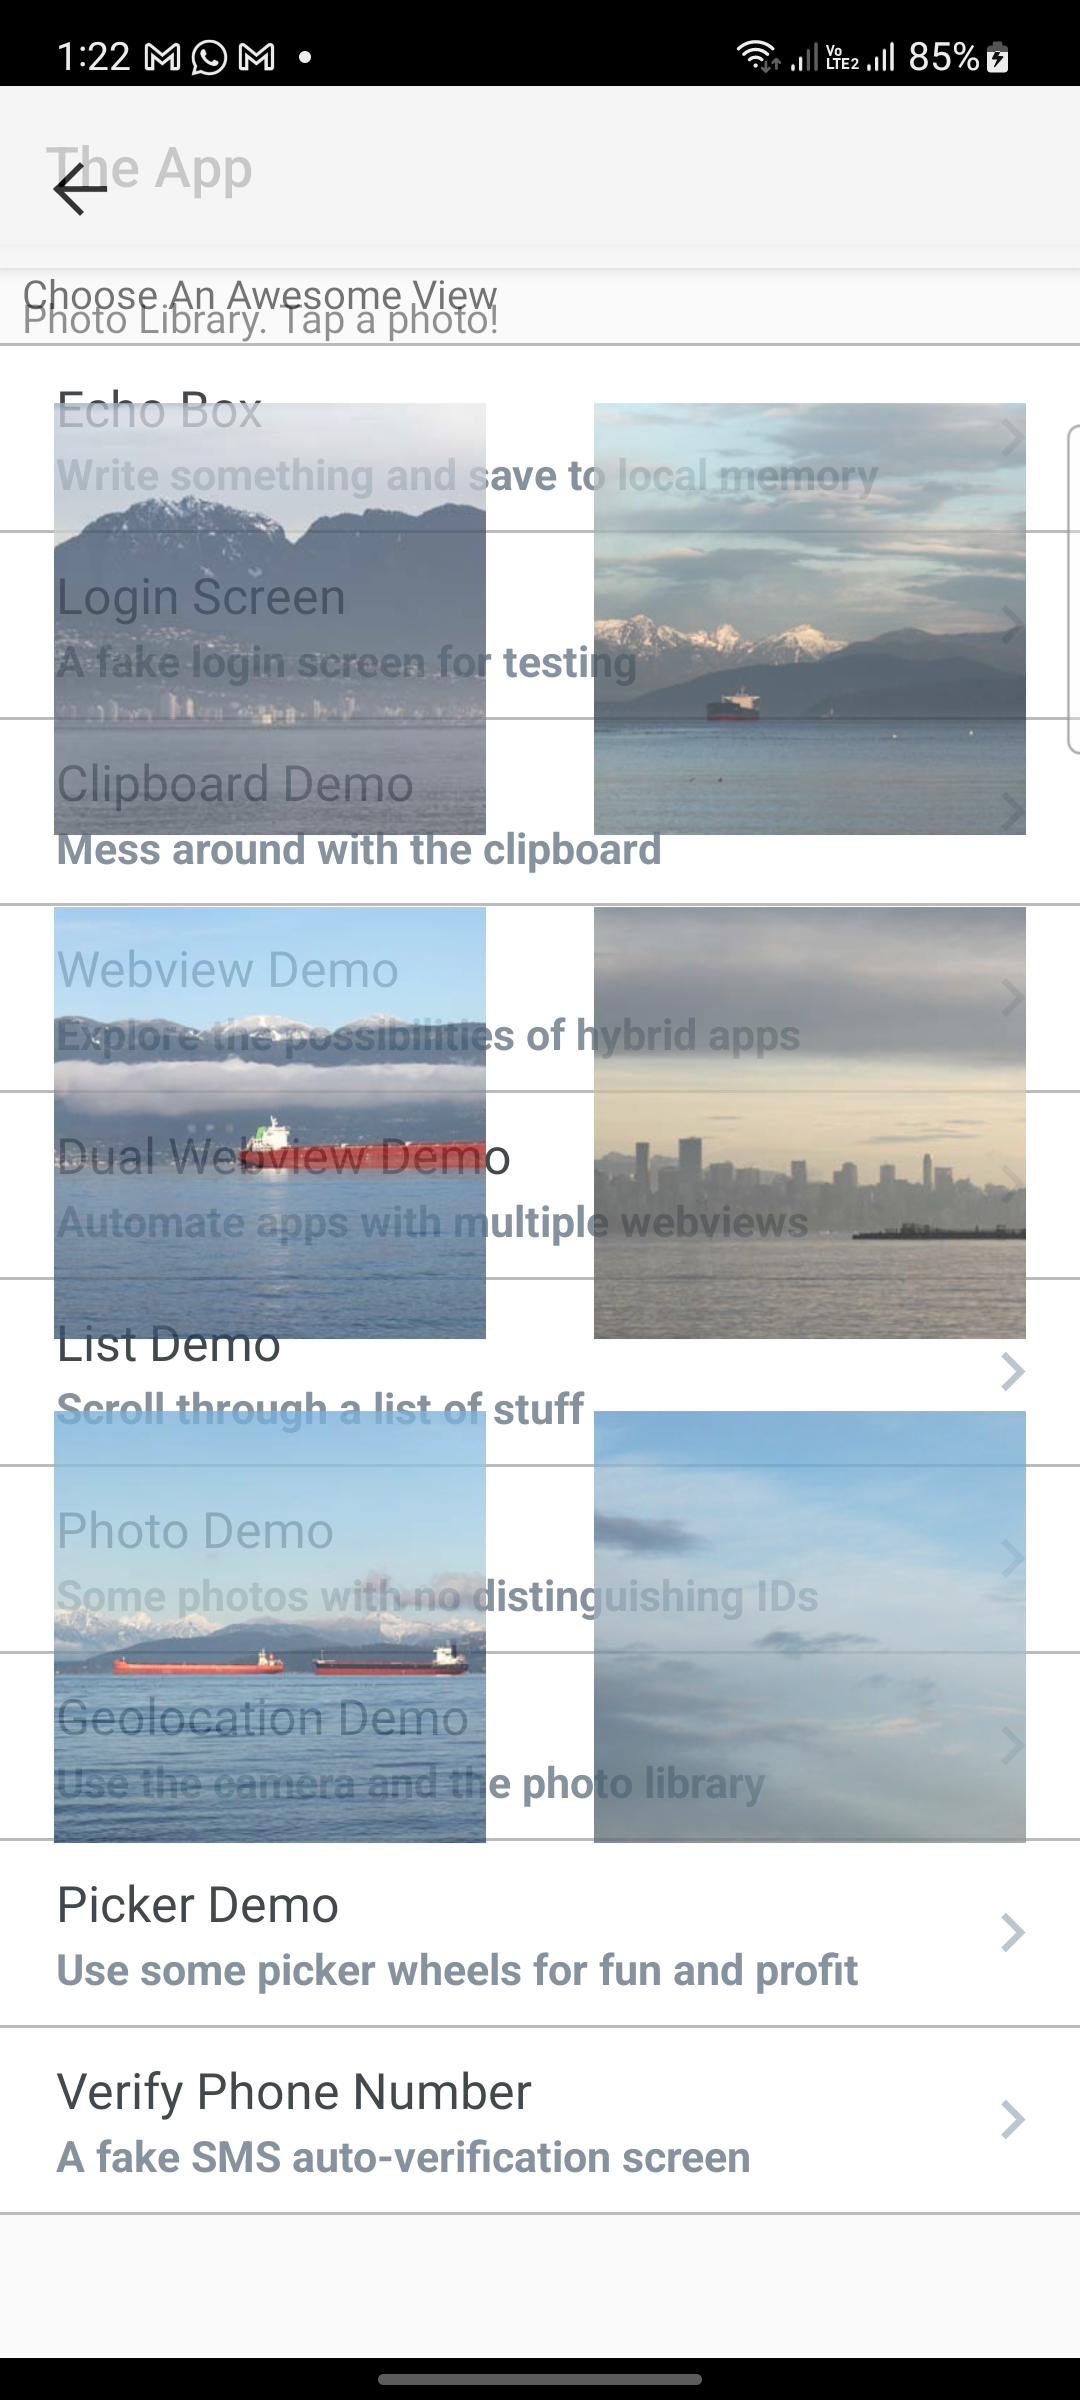 1:22
Vo
LTE2
85%
The App
Choose An Awesome View
Photo Library. Tap a photo!
Echo Box
Write something and save to local memory
Login Screen
A fake login screen for testing
Clipboard Demo
Mess around with the clipboard
Webview Demo
Explore the possibilities of hybrid apps
Dual Webview Demo
Automate apps with multiple webviews
List Demo
Scroll through a list of stuff
Photo Demo
Some photos with no distinguishing IDs
Geolocation Demo
Use the camera and the photo library
Picker Demo
Use some picker wheels for fun and profit
Verify Phone Number
A fake SMS auto-verification screen